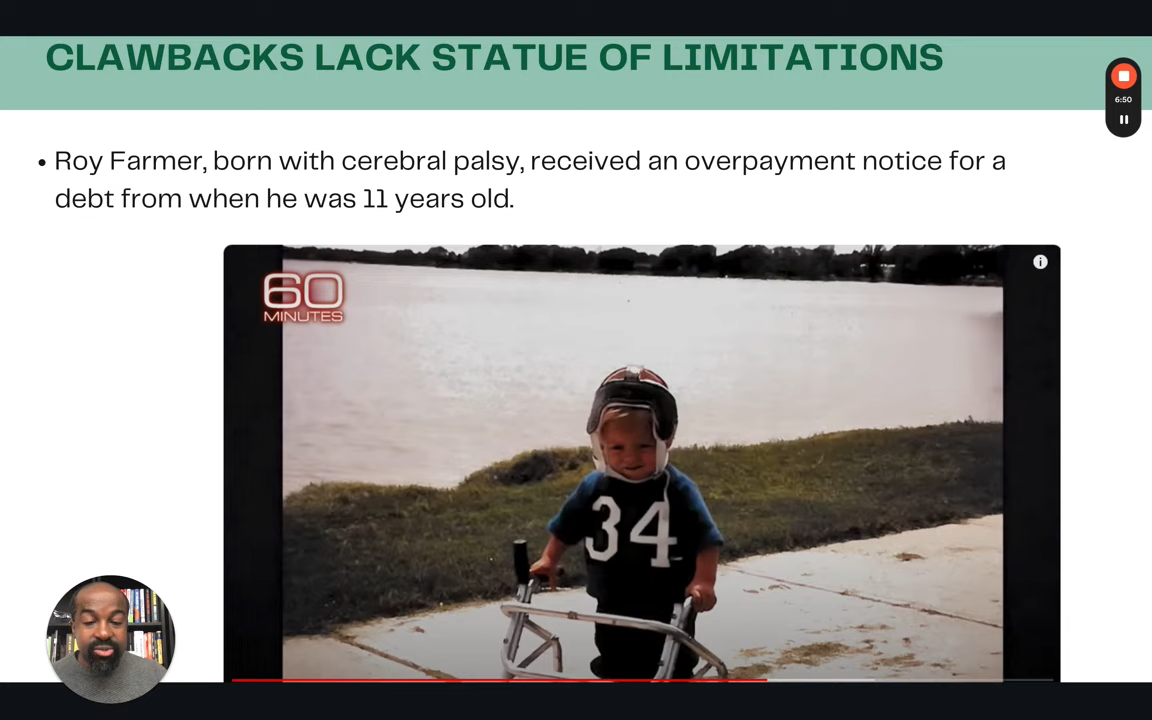 CLAWBACKS LACK STATUE OF LIMITATIONS
6:50
• Roy Farmer, born with cerebral palsy, received an overpayment notice for a
debt from when he was 11 years old.
60
MINUTES
34